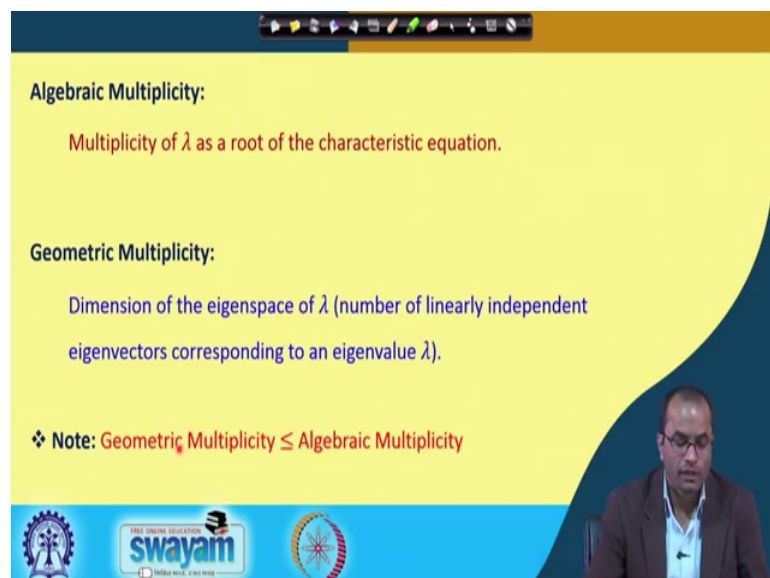 Algebraic Multiplicity:
Multiplicity of λ as a root of the characteristic equation.
Geometric Multiplicity:
Dimension of the eigenspace of λ (number of linearly independent
eigenvectors corresponding to an eigenvalue λ).
❖ Note: Geometric Multiplicity ≤ Algebraic Multiplicity
FREE ONLINE EDUCATION
swayam